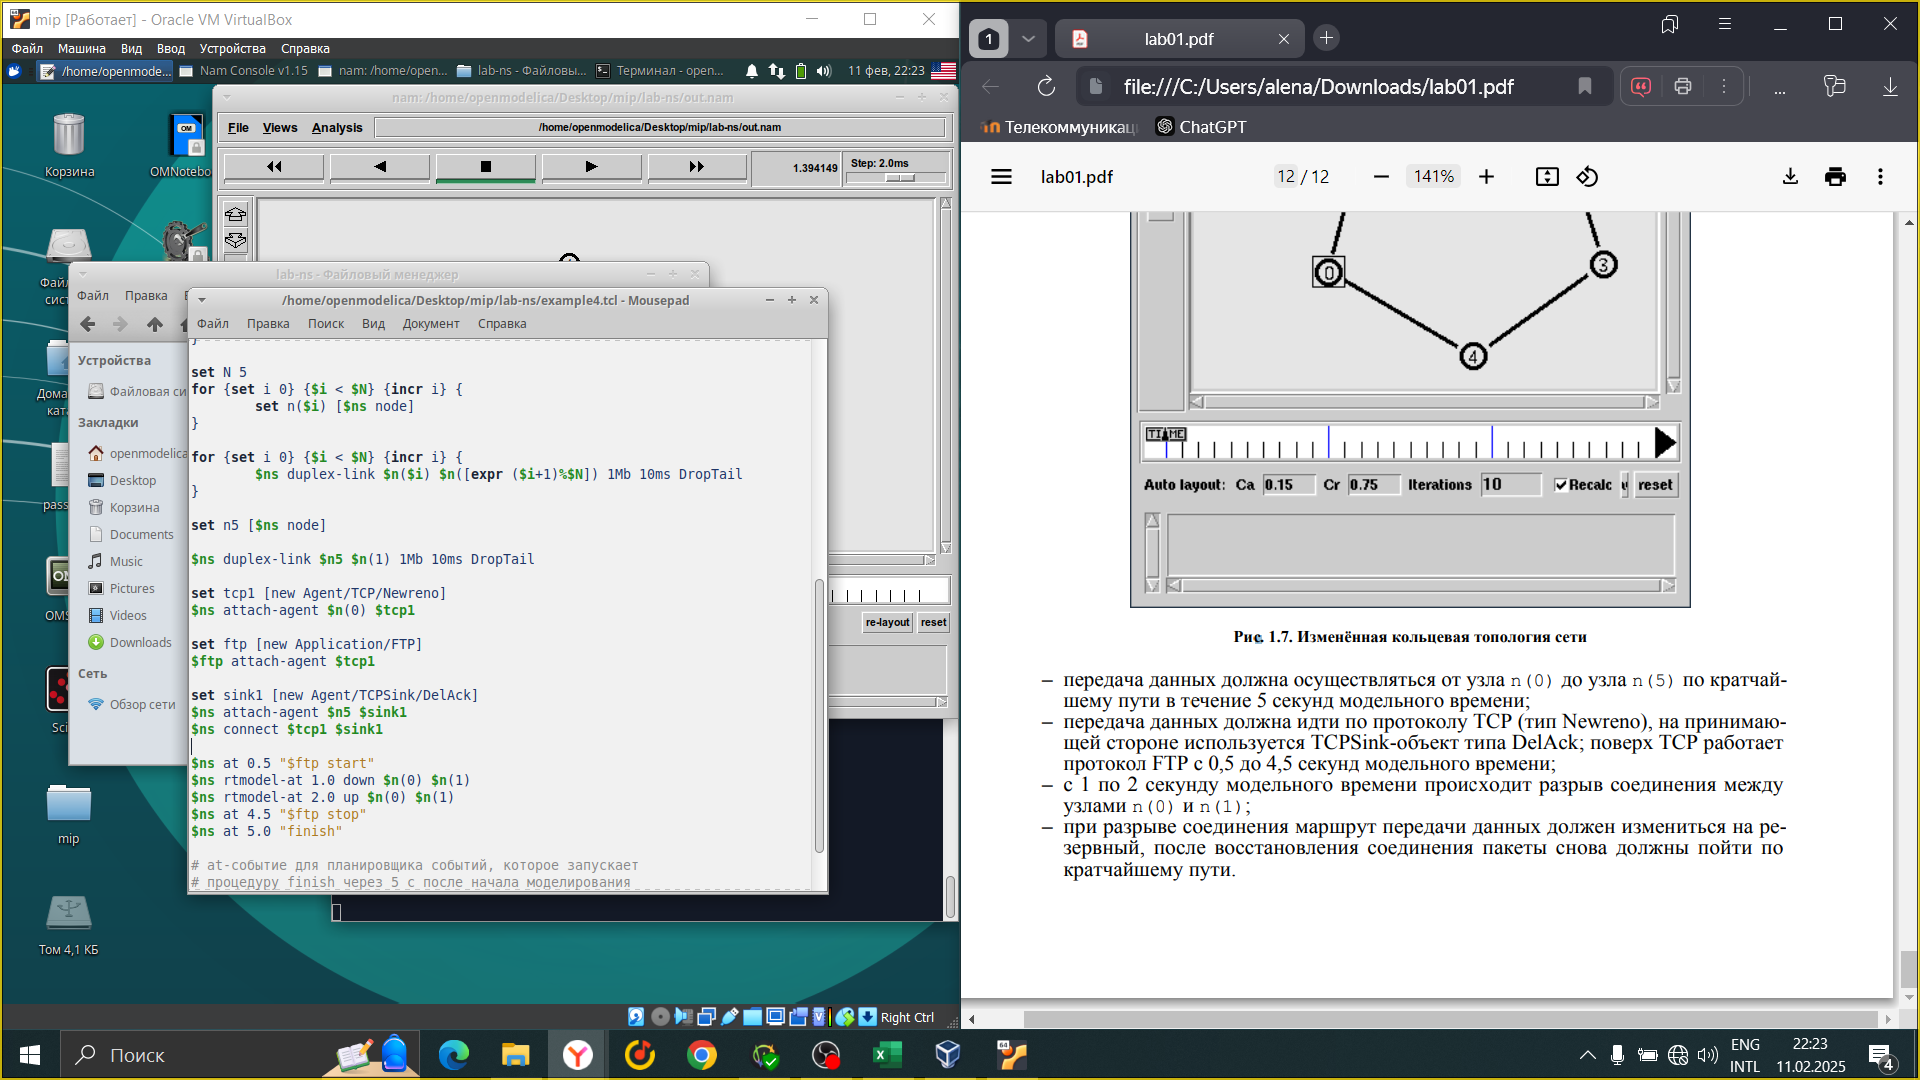 mip [Работает] - Oracle VM VirtualBox
Файл Машина Вид Ввод Устройства Справка
/home/openmode... Nam Console v1.15 nam: /home/open... lab-ns - Файловы... Терминал - open... 11 фев, 22:23
Корзина
OMNotebo
nam: /home/openmodelica/Desktop/mip/lab-ns/out.nam
File Views Analysis /home/openmodelica/Desktop/mip/lab-ns/out.nam
1.394149 Step: 2.0ms
lab-ns - Файловый менеджер
Файл Правка
Устройства
Файловая си
Закладки
openmodelica
Desktop
Корзина
Documents
Music
Pictures
Videos
Downloads
Сеть
Обзор сети
/home/openmodelica/Desktop/mip/lab-ns/example4.tcl - Mousepad
Файл Правка Поиск Вид Документ Справка
}
set N 5
for {set i 0} {$i < $N} {incr i} {
set n($i) [$ns node]
}
for {set i 0} {$i < $N} {incr i} {
$ns duplex-link $n($i) $n([expr ($i+1)%$N]) 1Mb 10ms DropTail
}
set n5 [$ns node]
$ns duplex-link $n5 $n(1) 1Mb 10ms DropTail
set tcp1 [new Agent/TCP/Newreno]
$ns attach-agent $n(0) $tcp1
set ftp [new Application/FTP]
$ftp attach-agent $tcp1
set sink1 [new Agent/TCPSink/DelAck]
$ns attach-agent $n5 $sink1
$ns connect $tcp1 $sink1
$ns at 0.5 "$ftp start"
$ns rtmodel-at 1.0 down $n(0) $n(1)
$ns rtmodel-at 2.0 up $n(0) $n(1)
$ns at 4.5 "$ftp stop"
$ns at 5.0 "finish"
# at-событие для планировщика событий, которое запускает
# процедуру finish через 5 с после начала моделирования
re-layout reset
mip
Том 4,1 КБ
Right Ctrl
1 lab01.pdf
file:///C:/Users/alena/Downloads/lab01.pdf
Телекоммуникац ChatGPT
lab01.pdf 12 / 12 141%
0
3
4
TIME
Auto layout: Ca 0.15 Cr 0.75 Iterations 10 Recalc reset
Рис. 1.7. Изменённая кольцевая топология сети
– передача данных должна осуществляться от узла n(0) до узла n(5) по кратчай-
шему пути в течение 5 секунд модельного времени;
– передача данных должна идти по протоколу TCP (тип Newreno), на принимаю-
щей стороне используется TCPSink-объект типа DelAck; поверх TCP работает
протокол FTP с 0,5 до 4,5 секунд модельного времени;
– с 1 по 2 секунду модельного времени происходит разрыв соединения между
узлами n(0) и n(1);
– при разрыве соединения маршрут передачи данных должен измениться на ре-
зервный, после восстановления соединения пакеты снова должны пойти по
кратчайшему пути.
Поиск
ENG
INTL
22:23
11.02.2025
4